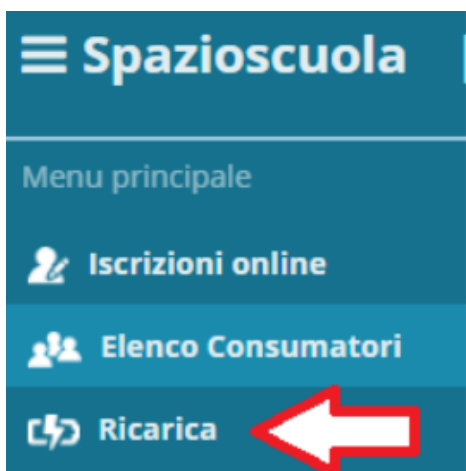 Spazioscuola
Menu principale
Iscrizioni online
Elenco Consumatori
Ricarica